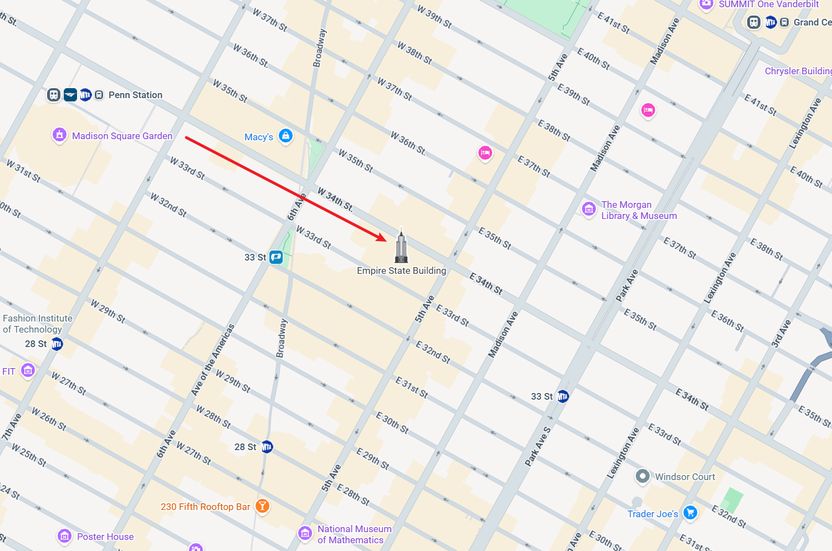 W 39th St
W 37th St
Broadway
W 38th St
5th Ave
E 41st St
SUMMIT One Vanderbilt
Grand Ce
Madison Ave
E 40th St
W 36th St
W 37th St
E 39th St
Chrysler Building
W 35th St
E 41st St
Penn Station
Madison Square Garden
Macy's
W 36th St
E 38th St
Madison Ave
E 40th St
Lexington Ave
W 31st St
W 33rd St
W 35th St
E 37th St
W 32nd St
W 34th St
6th Ave
The Morgan
Library & Museum
W 33rd St
E 35th St
E 37th St
33 St
Empire State Building
E 34th St
Park Ave
Lexington Ave
W 29th St
5th Ave
E 33rd St
Madison Ave
E 35th St
E 36th St
3rd Ave
Fashion Institute
of Technology
28 St
Broadway
E 32nd St
FIT
W 27th St
Ave of the Americas
W 29th St
E 31st St
33 St
E 34th St
E 35th St
7th Ave
W 26th St
W 28th St
E 30th St
W 25th St
6th Ave
W 27th St
28 St
E 29th St
Park Ave S
Lexington Ave
E 33rd St
5th Ave
E 28th St
Windsor Court
230 Fifth Rooftop Bar
Trader Joe's
E 32nd St
Poster House
National Museum
of Mathematics
E 31st St